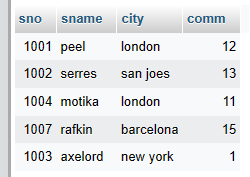 sno sname city comm
1001 peel london 12
1002 serres san joes 13
1004 motika london 11
1007 rafkin barcelona 15
1003 axelord new york 1